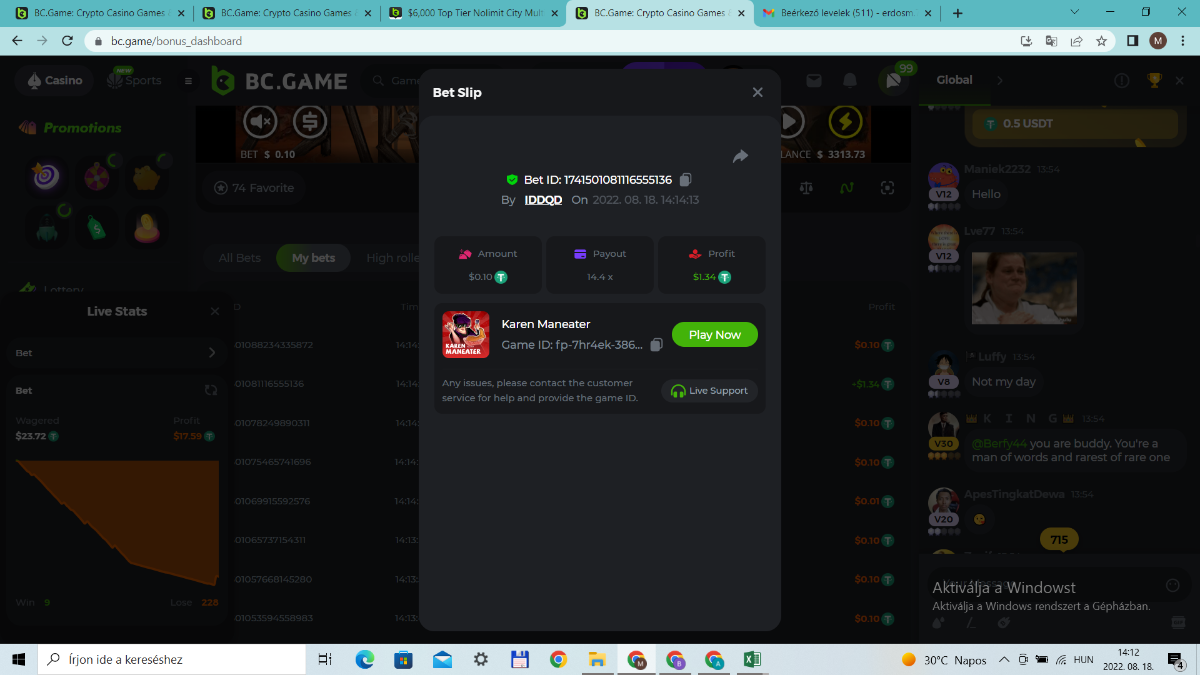 BC.Game: Crypto Casino Games
BC.Game: Crypto Casino Games
$6,000 Top Tier Nolimit City Mult
BC.Game: Crypto Casino Games
Beérkező levelek (511) - erdosm.
bc.game/bonus_dashboard
M
Casino
NEW
Sports
BC.GAME
Game
99
Global
Promotions
BET $ 0.10
LANCE $ 3313.73
74 Favorite
All Bets
My bets
High rolle
Lottery
Live Stats
Bet
Bet
Wagered
Profit
$23.72
$17.59
Win 9
Lose 228
Tim
Profit
01088234335872
14:14
$0.10
01081116555136
14:14
+$1.34
01078249890311
14:14
$0.10
01075465741696
14:14
$0.10
01069915592576
14:14
$0.01
01065737154311
14:13
$0.10
01057668145280
14:13
$0.10
01053594558983
14:13
$0.10
Bet Slip
Bet ID: 1741501081116555136
By IDDQD On 2022. 08. 18. 14:14:13
Amount
$0.10
Payout
14.4 x
Profit
$1.34
KAREN
MANEATER
Karen Maneater
Game ID: fp-7hr4ek-386...
Play Now
Any issues, please contact the customer
service for help and provide the game ID.
Live Support
0.5 USDT
Maniek2232 13:54
V12
Hello
Lve77 13:54
V12
Luffy 13:54
V8
Not my day
K I N G 13:54
V30
@Berfy44 you are buddy. You're a
man of words and rarest of rare one
ApesTingkatDewa 13:54
V20
715
Aktiválja a Windowst
Aktiválja a Windows rendszert a Gépházban.
Írjon ide a kereséshez
M
B
A
30°C Napos
HUN
14:12
2022. 08. 18.
4